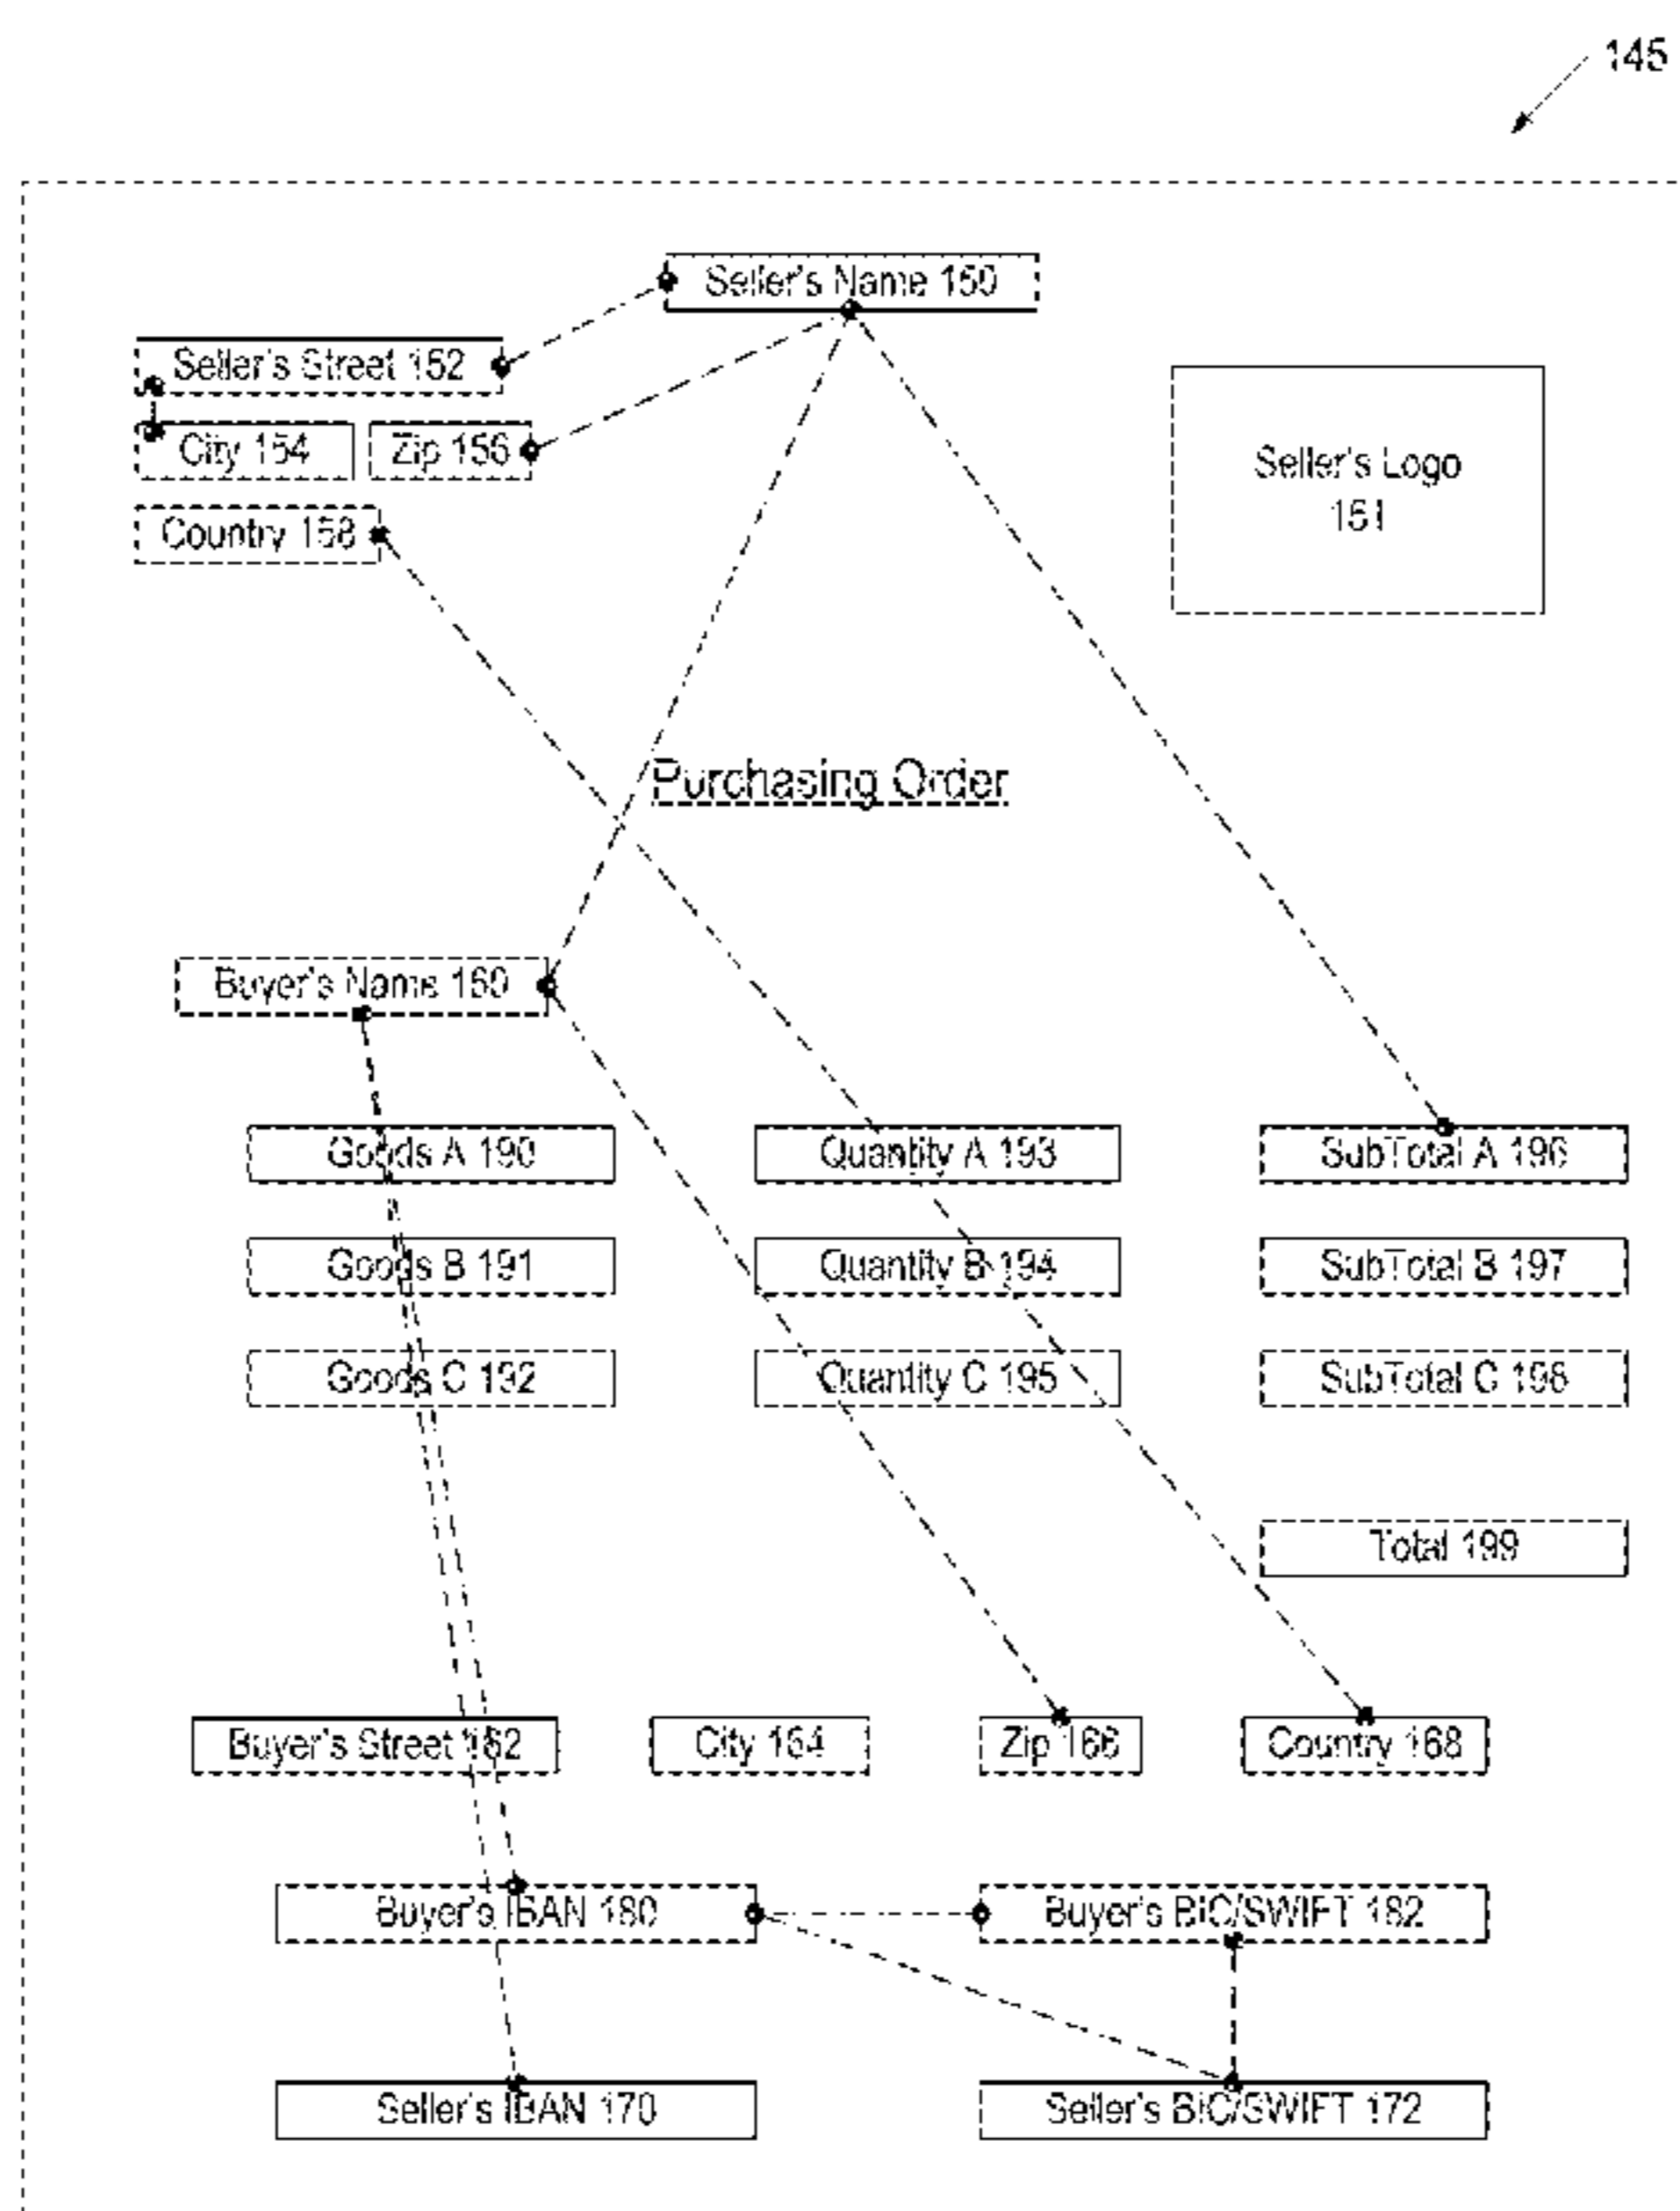 145
Seller's Name 150
Seller's Street 152
City 154 Zip 156
Seller's Logo
151
Country 158
Purchasing Order
Buyer's Name 160
Goods A 190 Quantity A 193 SubTotal A 196
Goods B 191 Quantity B 194 SubTotal B 197
Goods C 192 Quantity C 195 SubTotal C 198
Total 199
Buyer's Street 162 City 164 Zip 166 Country 168
Buyer's IBAN 180 Buyer's BIC/SWIFT 182
Seller's IBAN 170 Seller's BIC/SWIFT 172